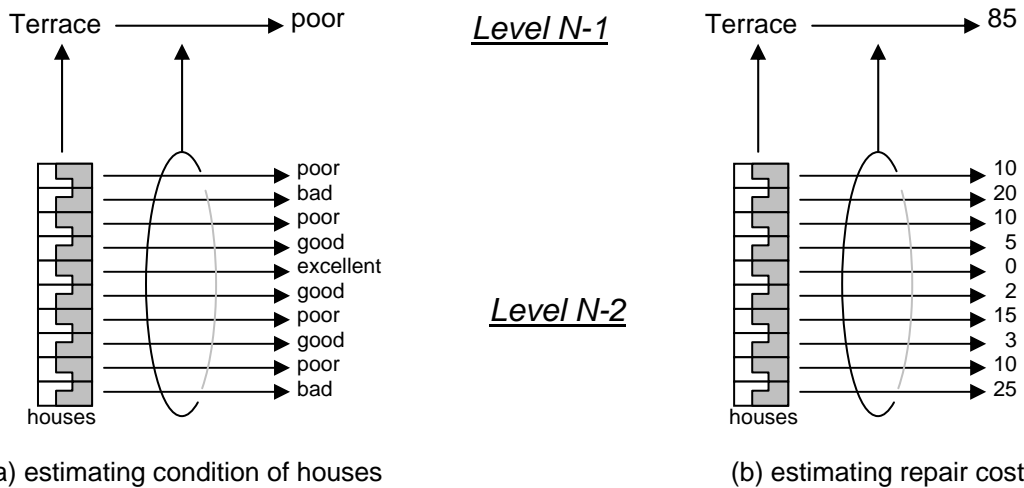 Terrace poor Level N-1 Terrace 85
poor 10
bad 20
poor 10
good 5
excellent 0
good 2
Level N-2
poor 15
good 3
poor 10
bad 25
houses houses
a) estimating condition of houses (b) estimating repair cost